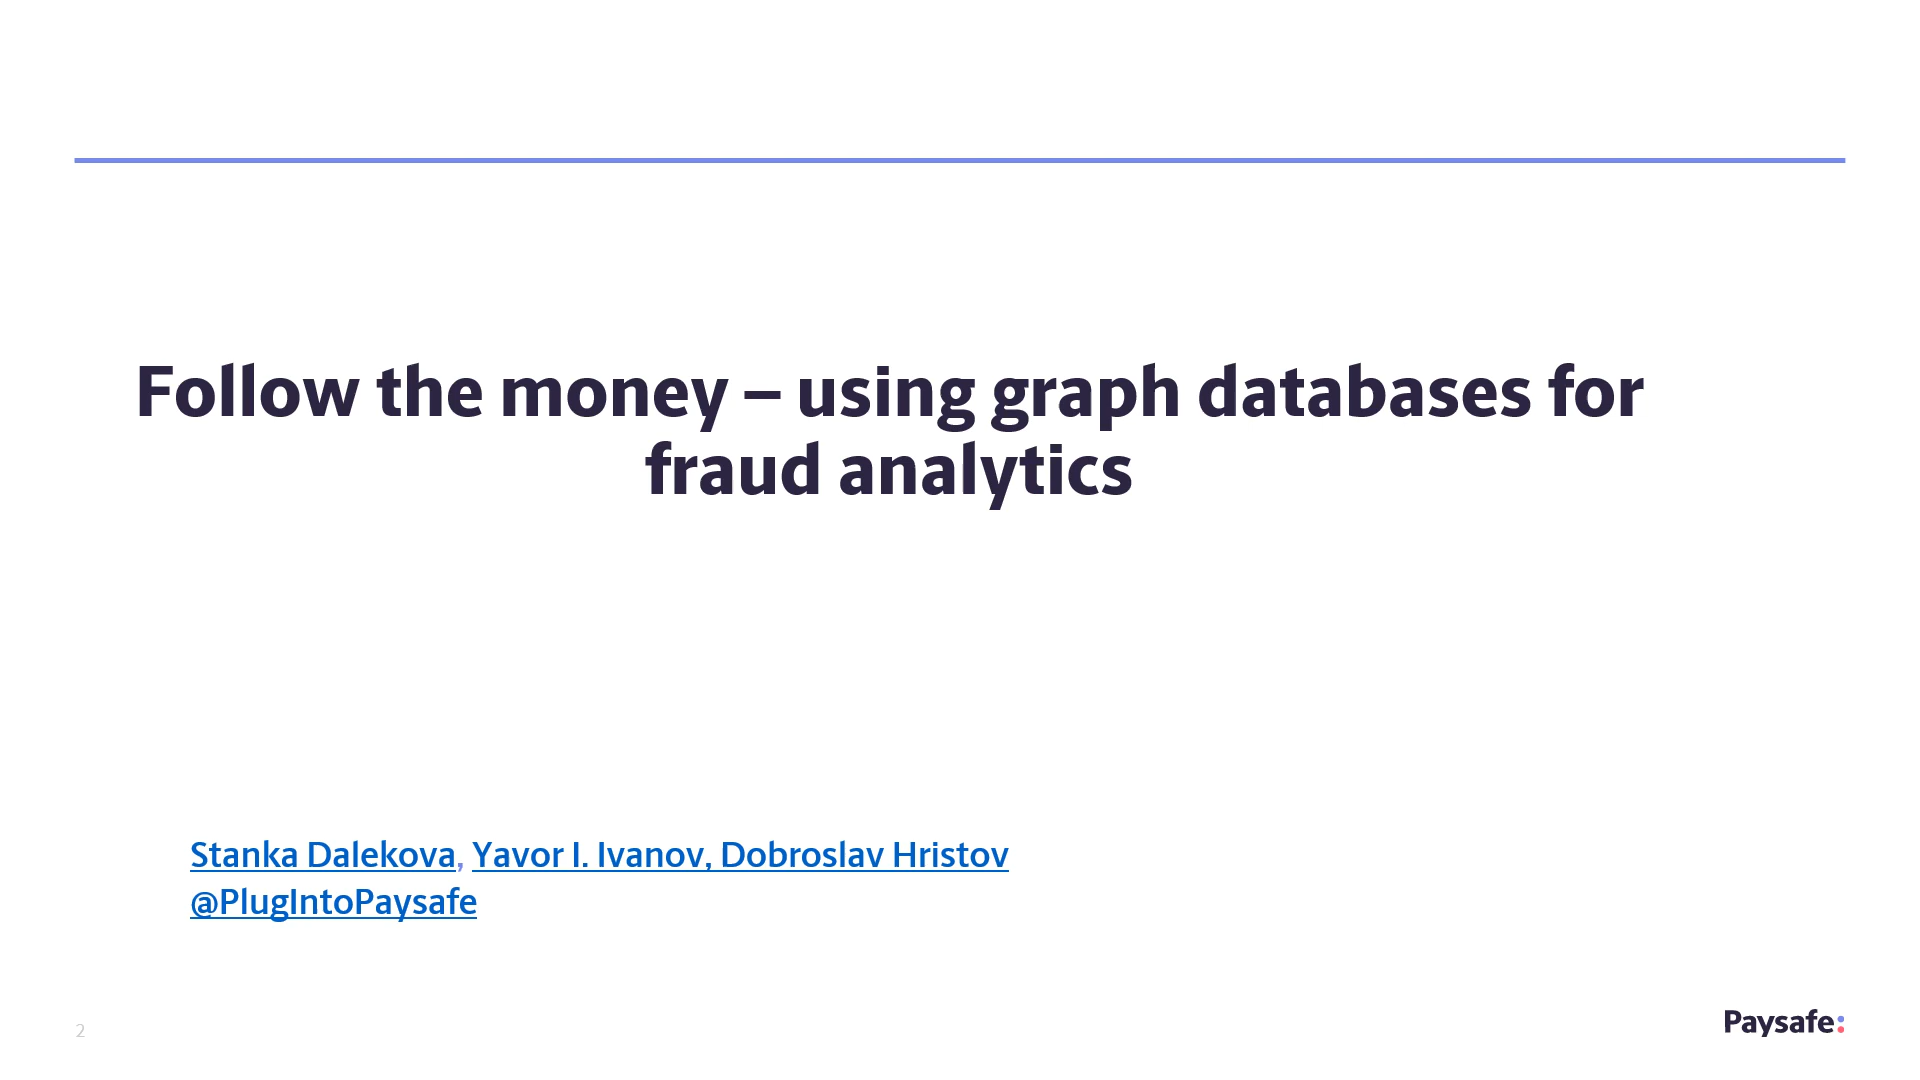 Follow the money – using graph databases for
fraud analytics
Stanka Dalekova, Yavor I. Ivanov, Dobroslav Hristov
@PlugIntoPaysafe
2
Paysafe: